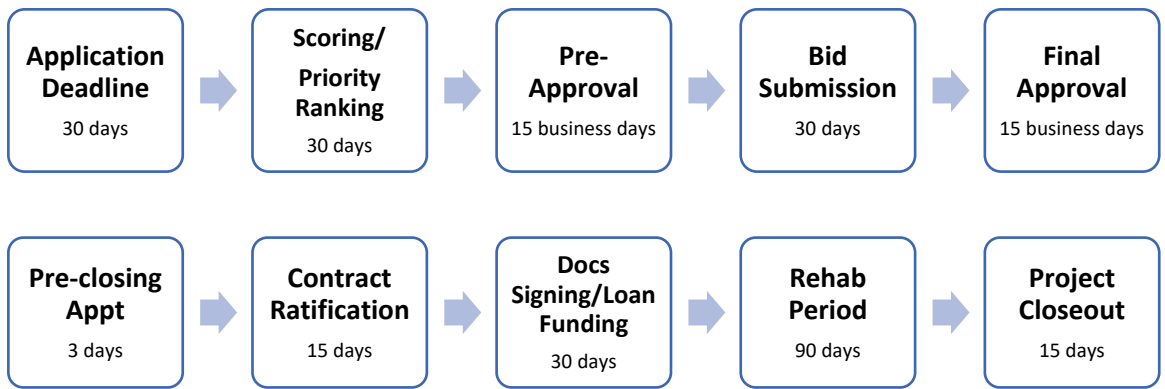 Application
Deadline
30 days
Scoring/
Priority
Ranking
30 days
Pre-
Approval
15 business days
Bid
Submission
30 days
Final
Approval
15 business days
Pre-closing
Appt
3 days
Contract
Ratification
15 days
Docs
Signing/Loan
Funding
30 days
Rehab
Period
90 days
Project
Closeout
15 days